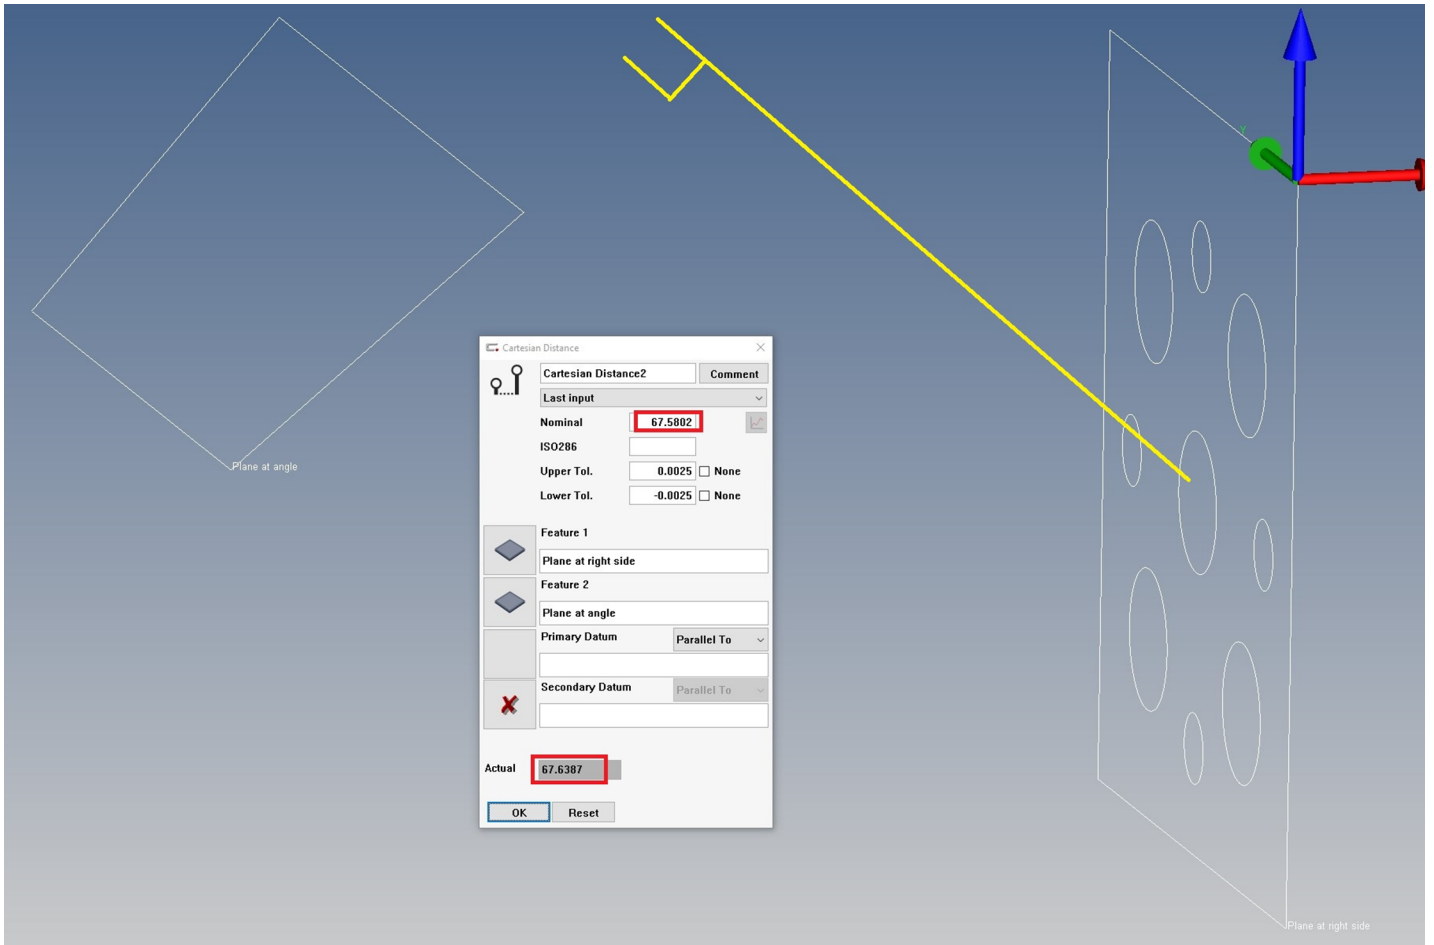 Y
Cartesian Distance
Cartesian Distance2
Comment
Last input
Nominal
67.5802
ISO286
Upper Tol.
0.0025
None
Lower Tol.
-0.0025
None
Feature 1
Plane at right side
Feature 2
Plane at angle
Primary Datum
Parallel To
Secondary Datum
Parallel To
Actual
67.6387
OK
Reset
Plane at angle
Plane at right side